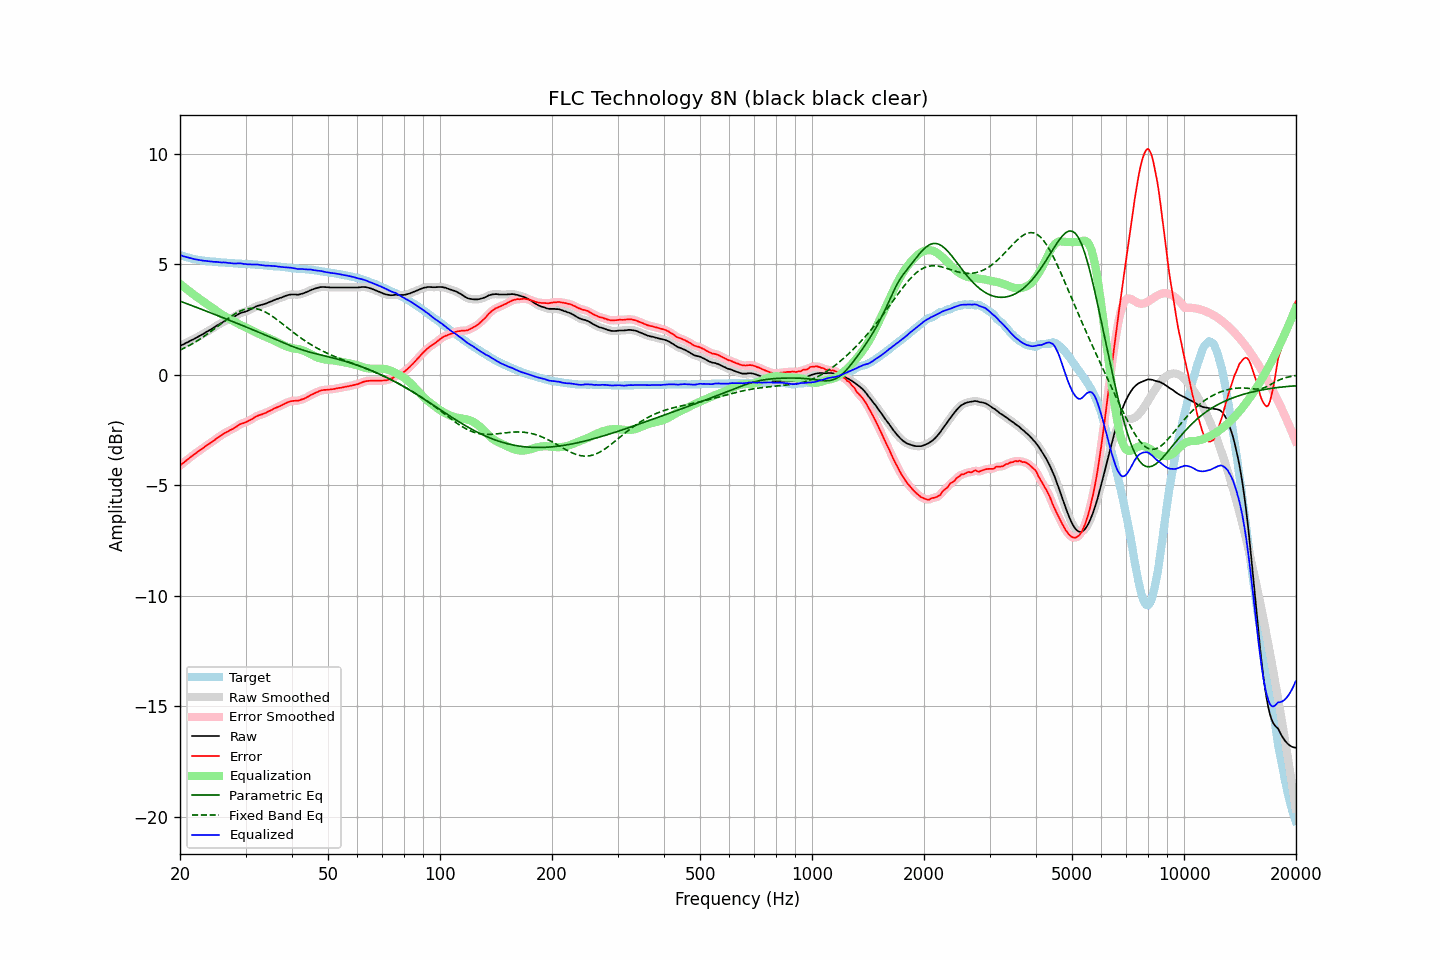 FLC Technology 8N (black black clear)
Amplitude (dBr)
10
5
0
−5
−10
−15
−20
Target
Raw Smoothed
Error Smoothed
Raw
Error
Equalization
Parametric Eq
Fixed Band Eq
Equalized
20 50 100 200 500 1000 2000 5000 10000 20000
Frequency (Hz)